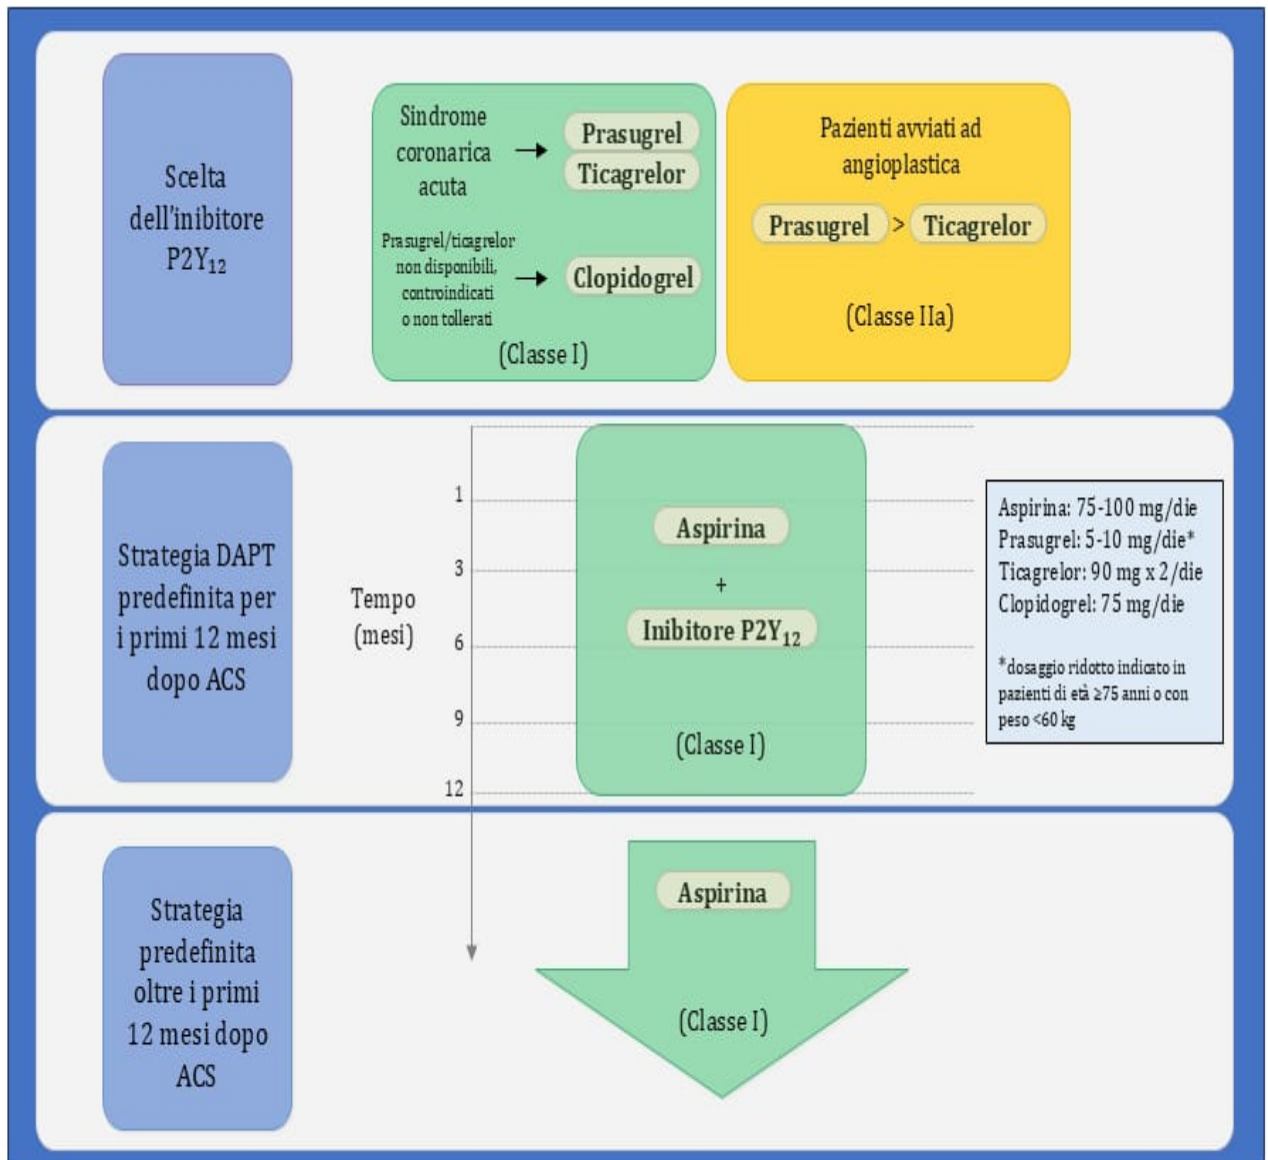 Scelta
dell'inibitore
P2Y₁₂
Sindrome
coronarica
acuta
Prasugrel
Ticagrelor
Prasugrel/ticagrelor
non disponibili,
controindicati
o non tollerati
Clopidogrel
(Classe I)
Pazienti avviati ad
angioplastica
Prasugrel > Ticagrelor
(Classe IIa)
Strategia DAPT
predefinita per
i primi 12 mesi
dopo ACS
Tempo
(mesi)
1
3
6
9
12
Aspirina
+
Inibitore P2Y₁₂
(Classe I)
Aspirina: 75-100 mg/die
Prasugrel: 5-10 mg/die*
Ticagrelor: 90 mg x 2/die
Clopidogrel: 75 mg/die
*dosaggio ridotto indicato in
pazienti di età ≥75 anni o con
peso <60 kg
Strategia
predefinita
oltre i primi
12 mesi dopo
ACS
Aspirina
(Classe I)